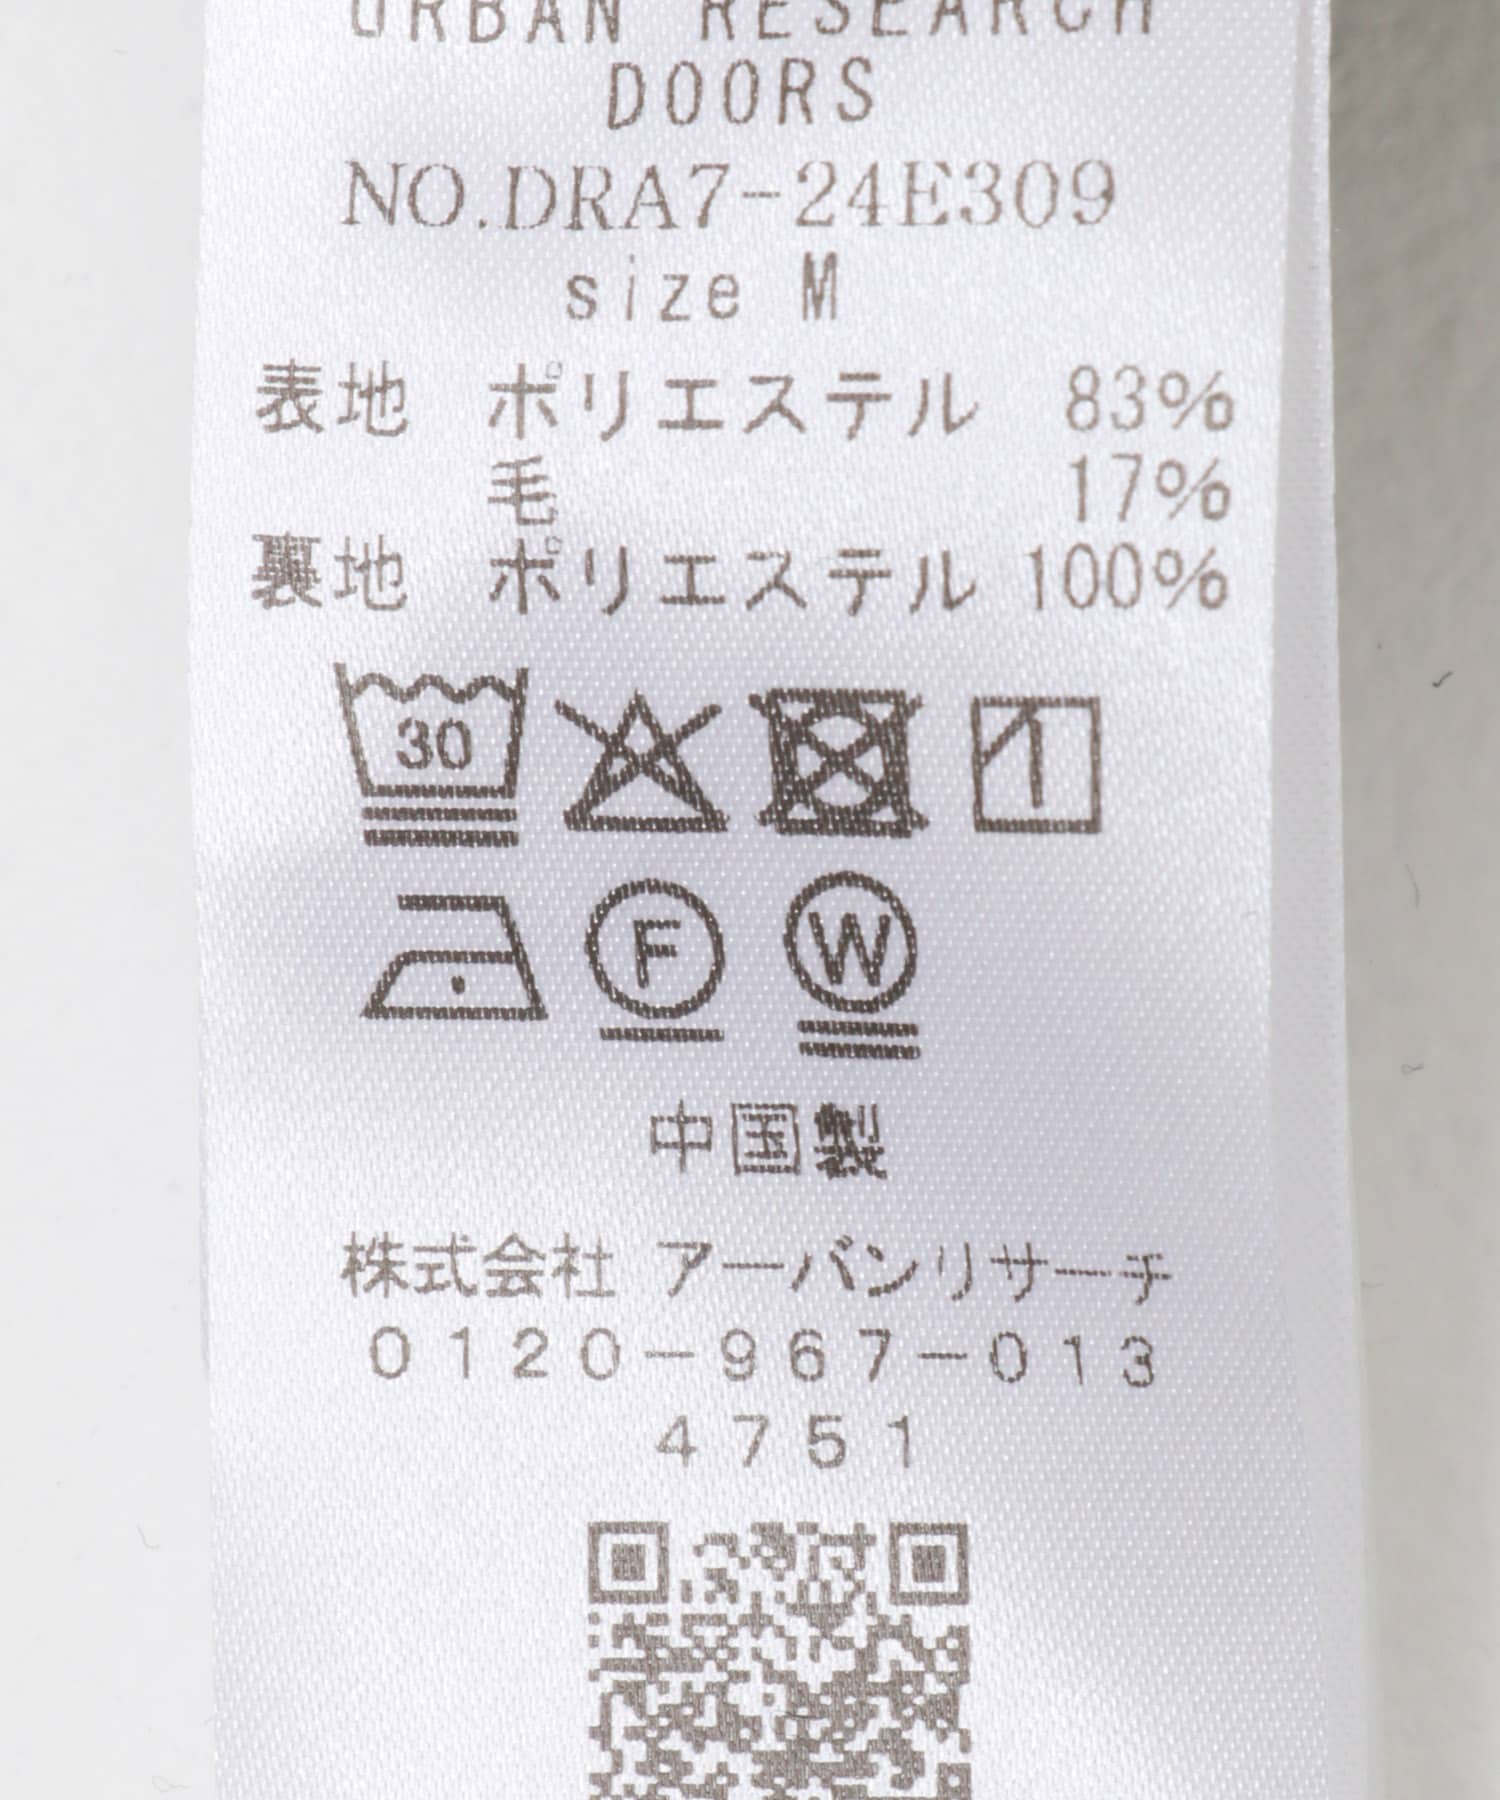 URBAN RESEARCH
DOORS
NO.DRA7-24E309
size M
表地 ポリエステル 83%
毛 17%
裏地 ポリエステル 100%
30
F
W
中国製
株式会社 アーバンリサーチ
0120-967-013
4751